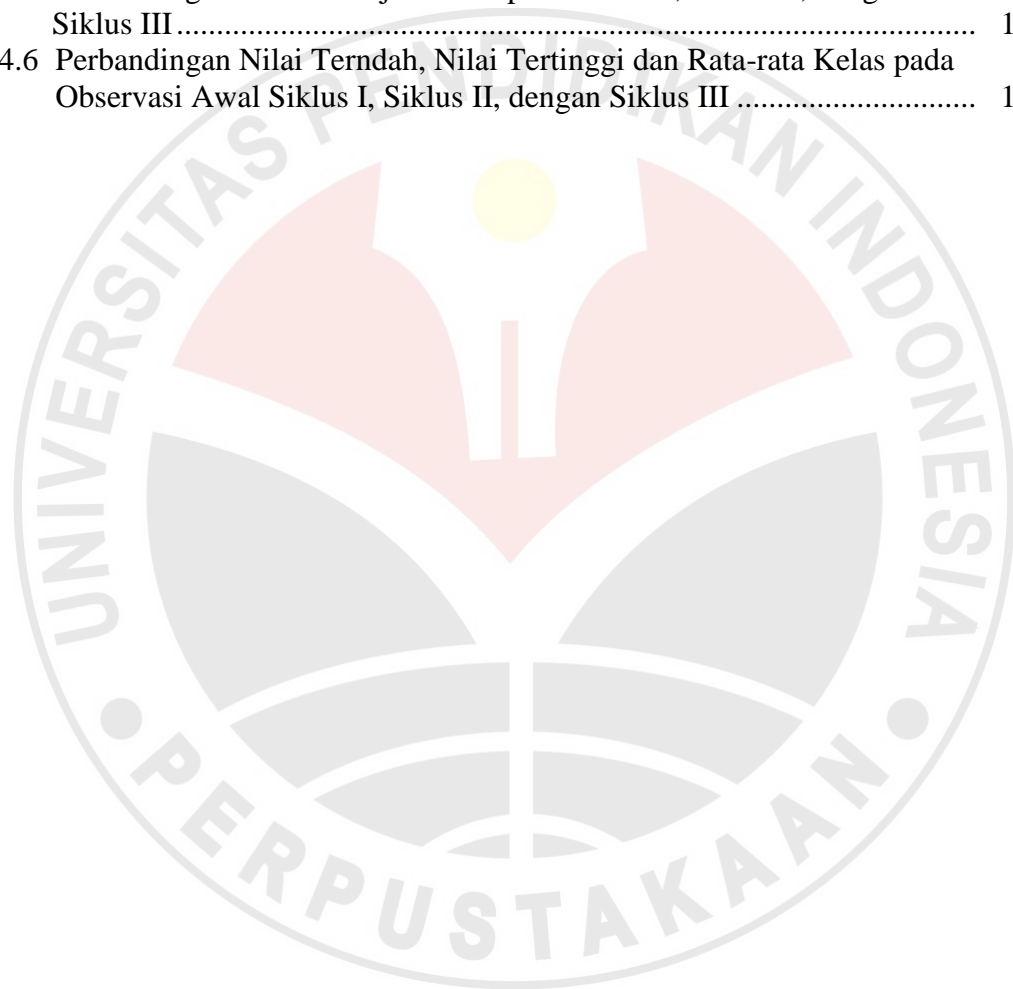 Siklus III ........................................................................................................ 1
4.6 Perbandingan Nilai Terndah, Nilai Tertinggi dan Rata-rata Kelas pada
Observasi Awal Siklus I, Siklus II, dengan Siklus III .............................. 1
UNIVERSITAS PENDIDIKAN INDONESIA
PERPUSTAKAAN